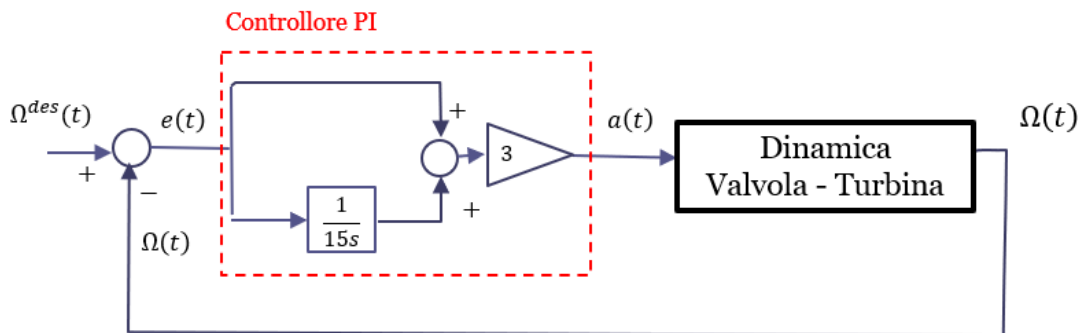 Controllore PI
Ω^{des}(t)
e(t)
+
−
Ω(t)
1
15s
+
+
3
a(t)
Dinamica
Valvola - Turbina
Ω(t)